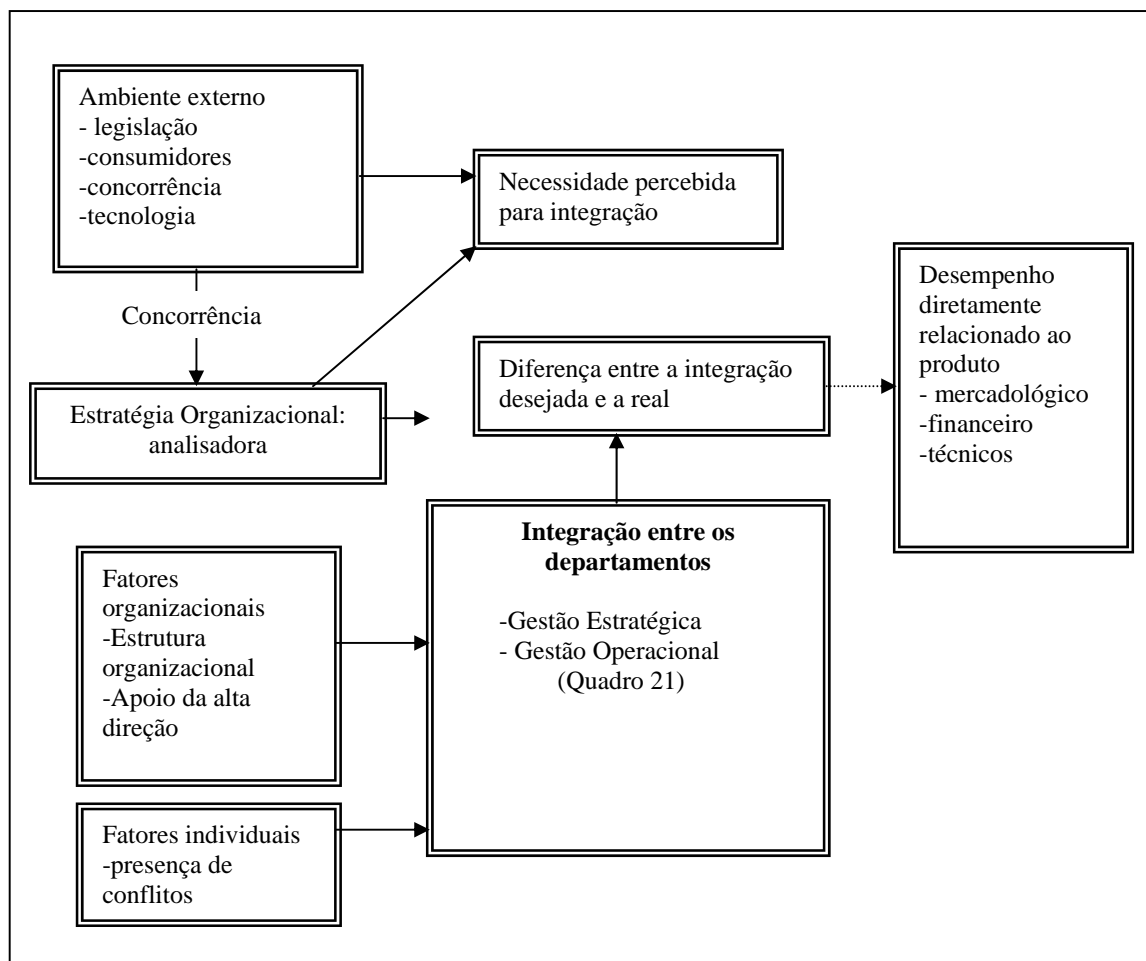 Ambiente externo
- legislação
-consumidores
-concorrência
-tecnologia
Necessidade percebida
para integração
Concorrência
Estratégia Organizacional:
analisadora
Diferença entre a integração
desejada e a real
Desempenho
diretamente
relacionado ao
produto
- mercadológico
-financeiro
-técnicos
Fatores
organizacionais
-Estrutura
organizacional
-Apoio da alta
direção
Integração entre os
departamentos
-Gestão Estratégica
- Gestão Operacional
(Quadro 21)
Fatores individuais
-presença de
conflitos